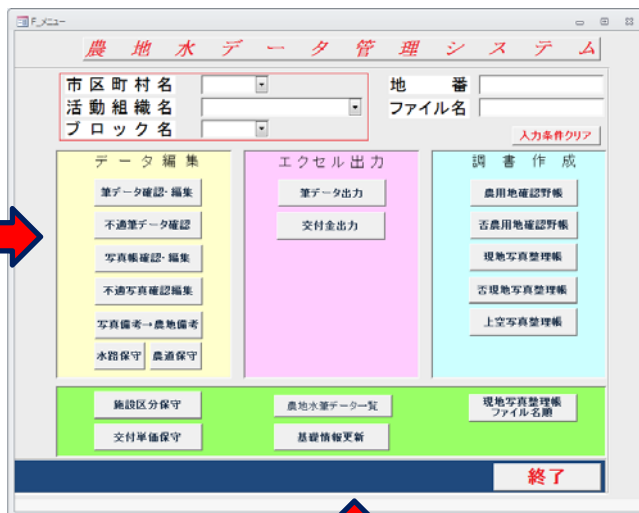 F_メニュー
農地水データ管理システム
市区町村名
地番
活動組織名
ファイル名
ブロック名
入力条件クリア
データ編集
エクセル出力
調書作成
筆データ確認・編集
筆データ出力
農用地確認野帳
不適筆データ確認
交付金出力
否農用地確認野帳
写真帳確認・編集
現地写真整理帳
不適写真確認編集
否現地写真整理帳
写真備考→農地備考
上空写真整理帳
水路保守
農道保守
施設区分保守
農地水筆データ一覧
現地写真整理帳
ファイル名順
交付単価保守
基礎情報更新
終了